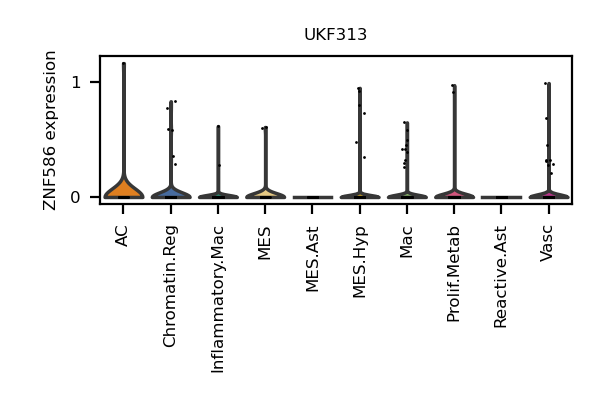 UKF313
ZNF586 expression
1
0
AC
Chromatin.Reg
Inflammatory.Mac
MES
MES.Ast
MES.Hyp
Mac
Prolif.Metab
Reactive.Ast
Vasc